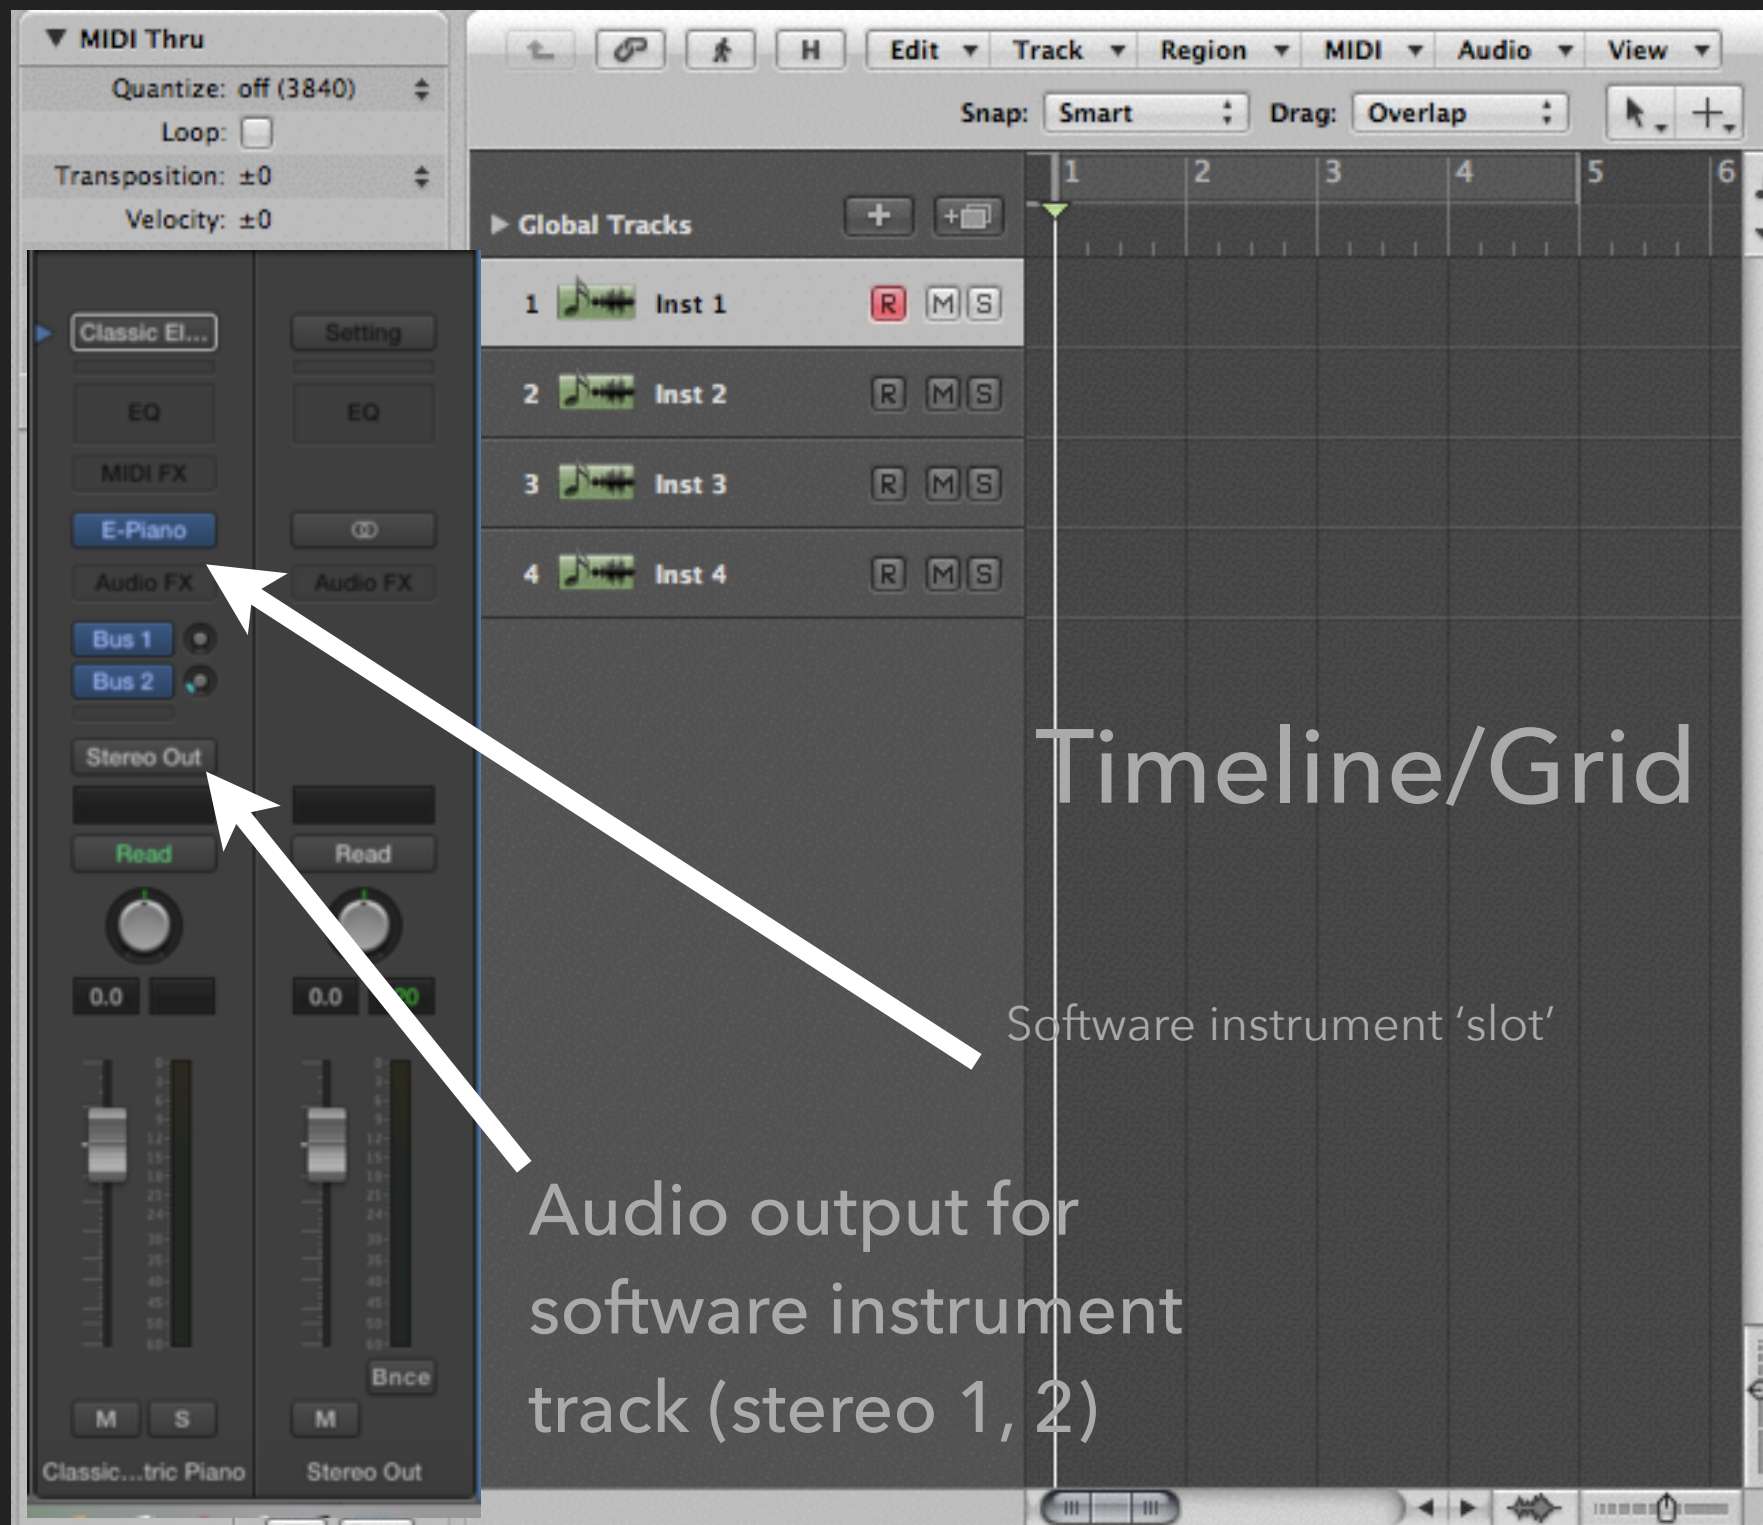 MIDI Thru
Quantize: off (3840)
Loop:
Transposition: ±0
Velocity: ±0
H Edit Track Region MIDI Audio View
Snap: Smart Drag: Overlap
Global Tracks
1 2 3 4 5 6
1 Inst 1 R M S
2 Inst 2 R M S
3 Inst 3 R M S
4 Inst 4 R M S
Classic El... Setting
EQ EQ
MIDI FX
E-Piano
Audio FX Audio FX
Bus 1
Bus 2
Stereo Out
Read Read
0.0 0.0
Bnce
M S M
Classic...tric Piano Stereo Out
Timeline/Grid
Software instrument ‘slot’
Audio output for
software instrument
track (stereo 1, 2)